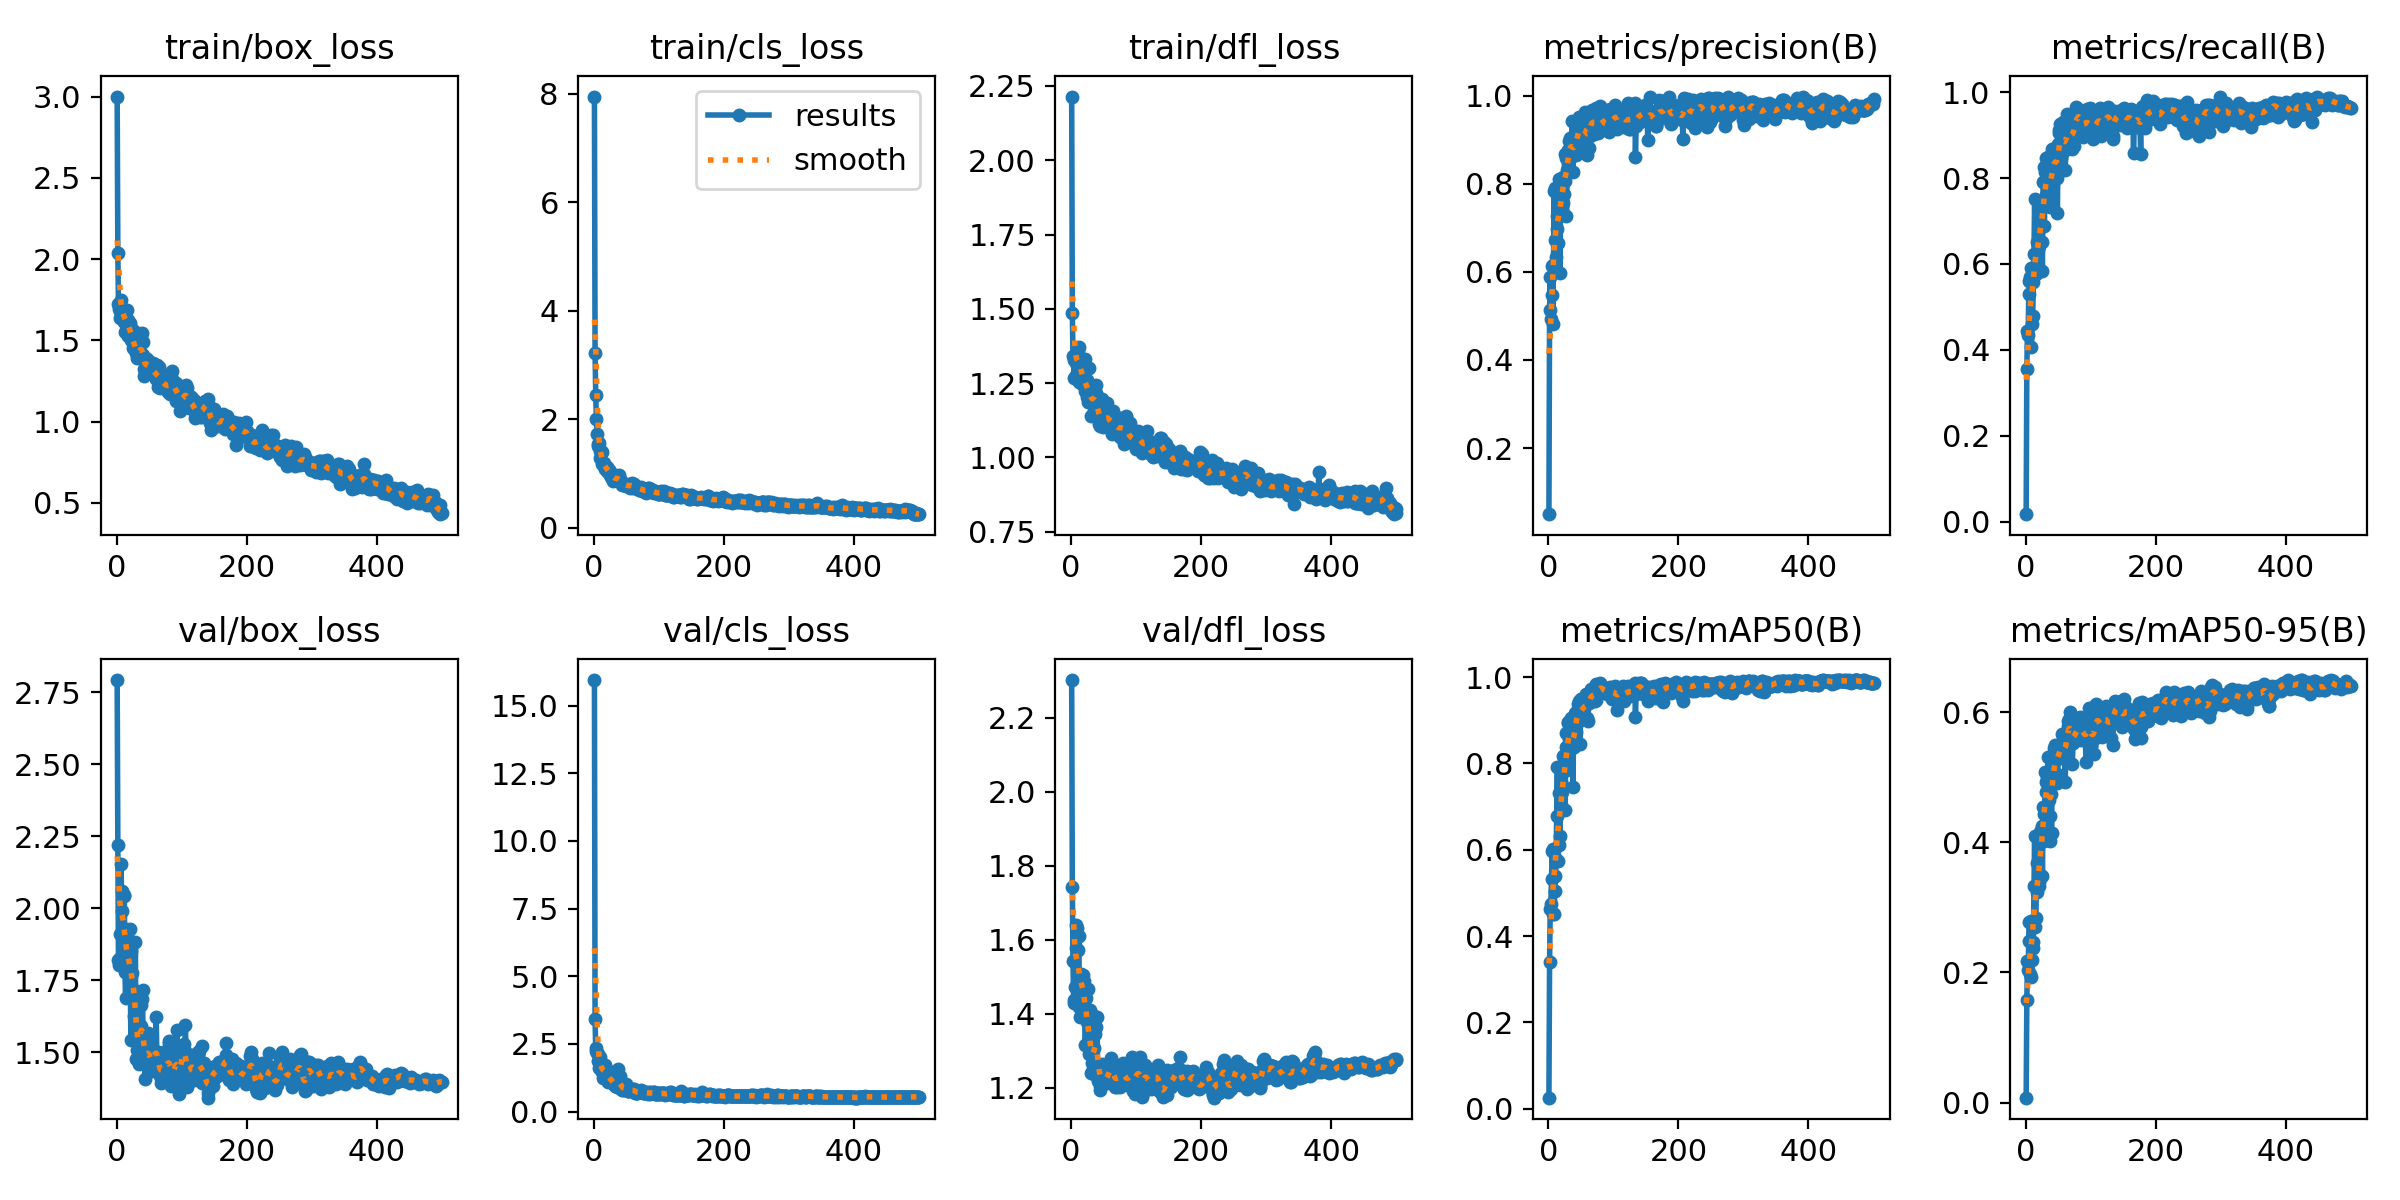 train/box_loss
3.0
2.5
2.0
1.5
1.0
0.5
0 200 400
train/cls_loss
results
smooth
8
6
4
2
0
0 200 400
train/dfl_loss
2.25
2.00
1.75
1.50
1.25
1.00
0.75
0 200 400
metrics/precision(B)
1.0
0.8
0.6
0.4
0.2
0 200 400
metrics/recall(B)
1.0
0.8
0.6
0.4
0.2
0.0
0 200 400
val/box_loss
2.75
2.50
2.25
2.00
1.75
1.50
0 200 400
val/cls_loss
15.0
12.5
10.0
7.5
5.0
2.5
0.0
0 200 400
val/dfl_loss
2.2
2.0
1.8
1.6
1.4
1.2
0 200 400
metrics/mAP50(B)
1.0
0.8
0.6
0.4
0.2
0.0
0 200 400
metrics/mAP50-95(B)
0.6
0.4
0.2
0.0
0 200 400